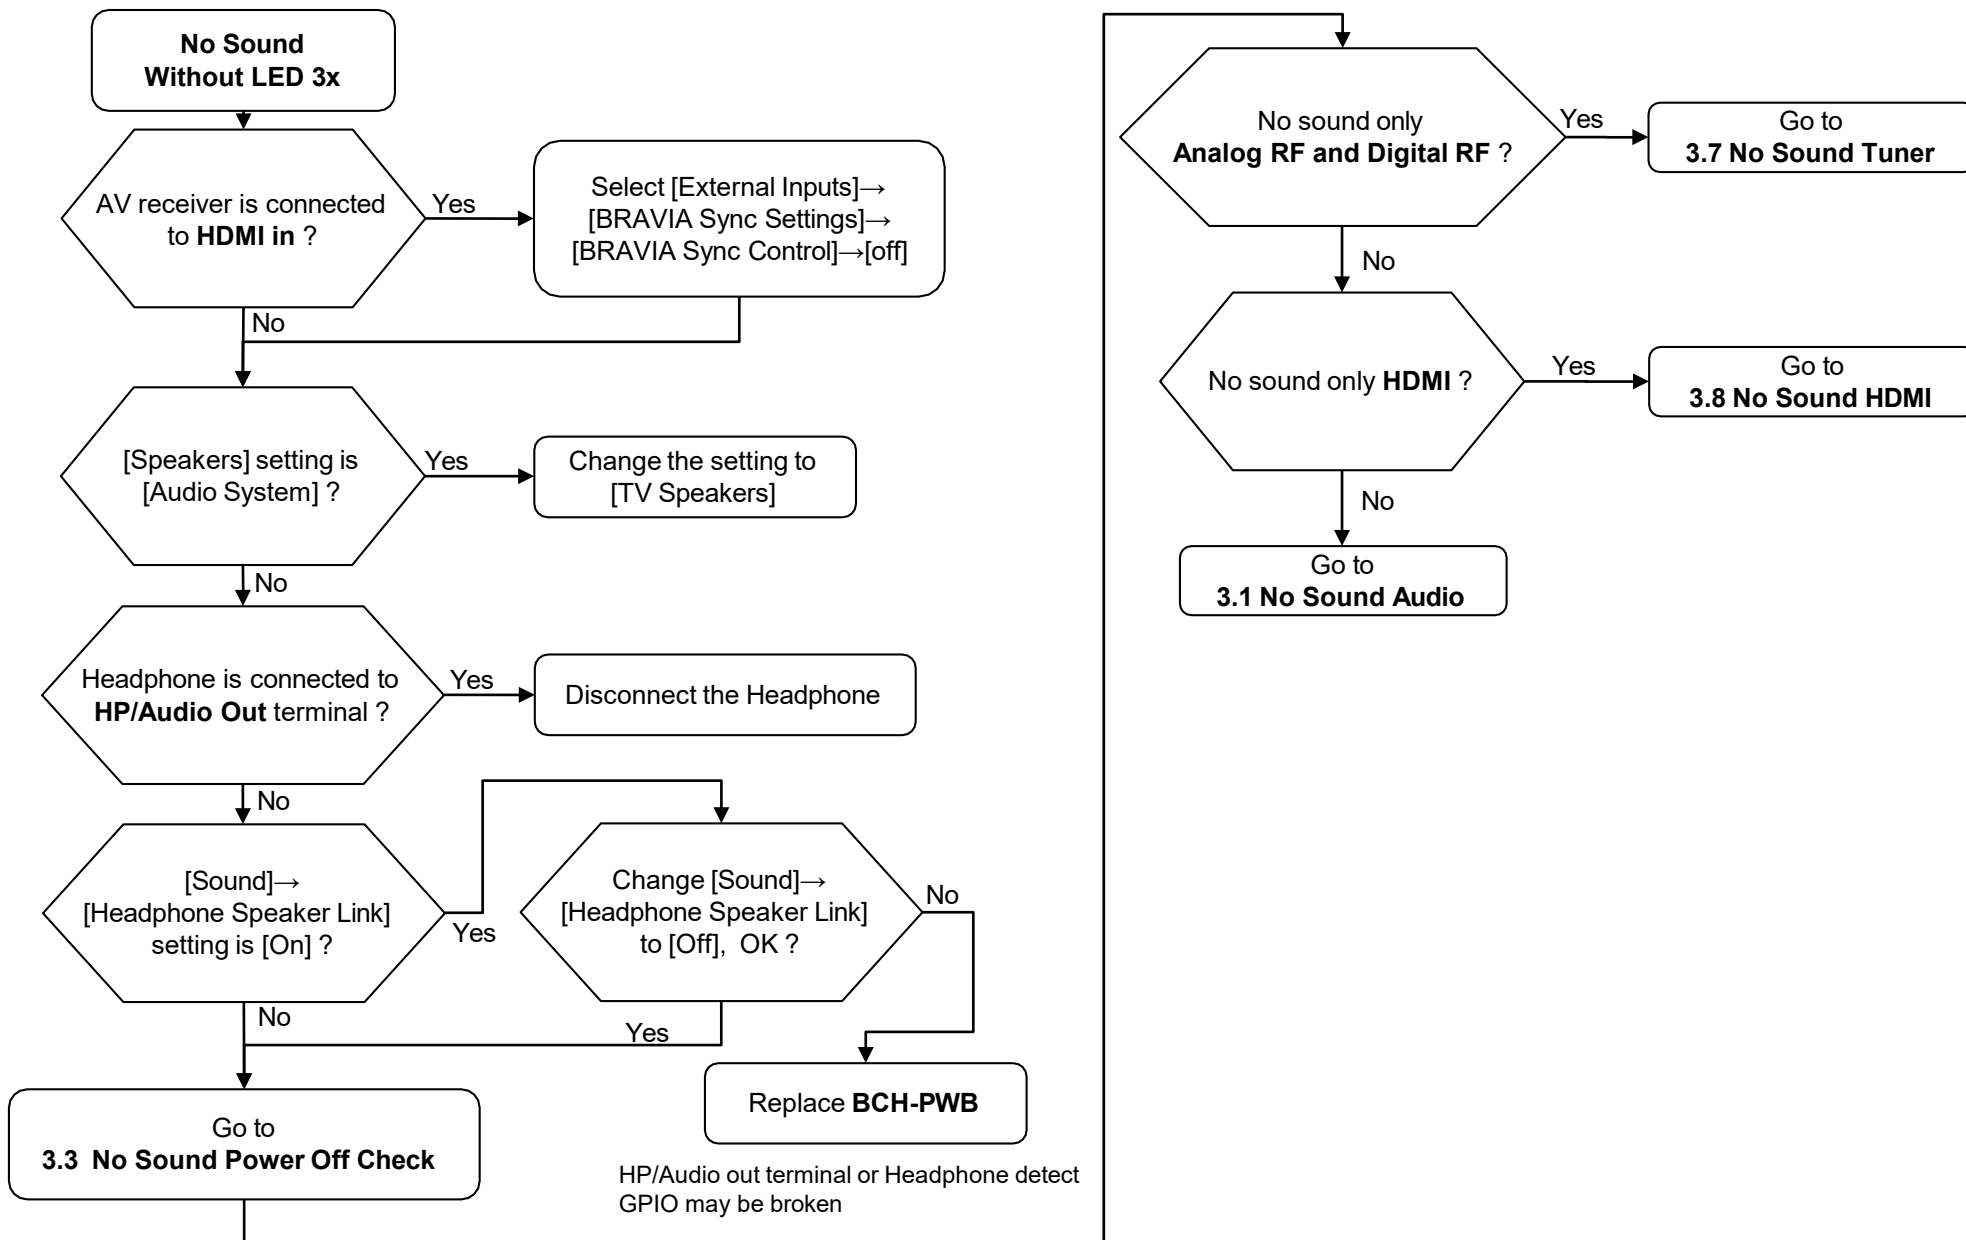 No Sound
Without LED 3x
AV receiver is connected
to HDMI in ?
Yes
Select [External Inputs]→
[BRAVIA Sync Settings]→
[BRAVIA Sync Control]→[off]
No
[Speakers] setting is
[Audio System] ?
Yes
Change the setting to
[TV Speakers]
No
Headphone is connected to
HP/Audio Out terminal ?
Yes
Disconnect the Headphone
No
[Sound]→
[Headphone Speaker Link]
setting is [On] ?
Yes
Change [Sound]→
[Headphone Speaker Link]
to [Off], OK ?
No
No
Yes
Go to
3.3 No Sound Power Off Check
Replace BCH-PWB
HP/Audio out terminal or Headphone detect
GPIO may be broken
No sound only
Analog RF and Digital RF ?
Yes
Go to
3.7 No Sound Tuner
No
No sound only HDMI ?
Yes
Go to
3.8 No Sound HDMI
No
Go to
3.1 No Sound Audio